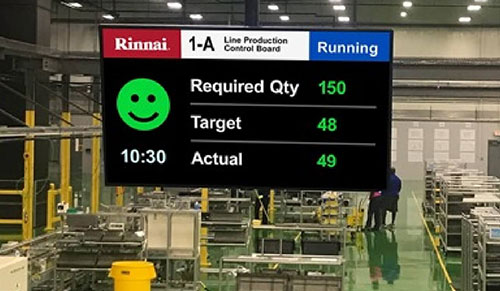 Rinnai 1-A Line Production Control Board Running
Required Qty 150
Target 48
10:30 Actual 49